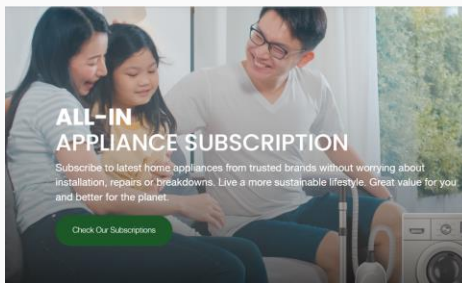 ALL-IN
APPLIANCE SUBSCRIPTION
Subscribe to latest home appliances from trusted brands without worrying about
installation, repairs or breakdowns. Live a more sustainable lifestyle. Great value for you
and better for the planet.
Check Our Subscriptions